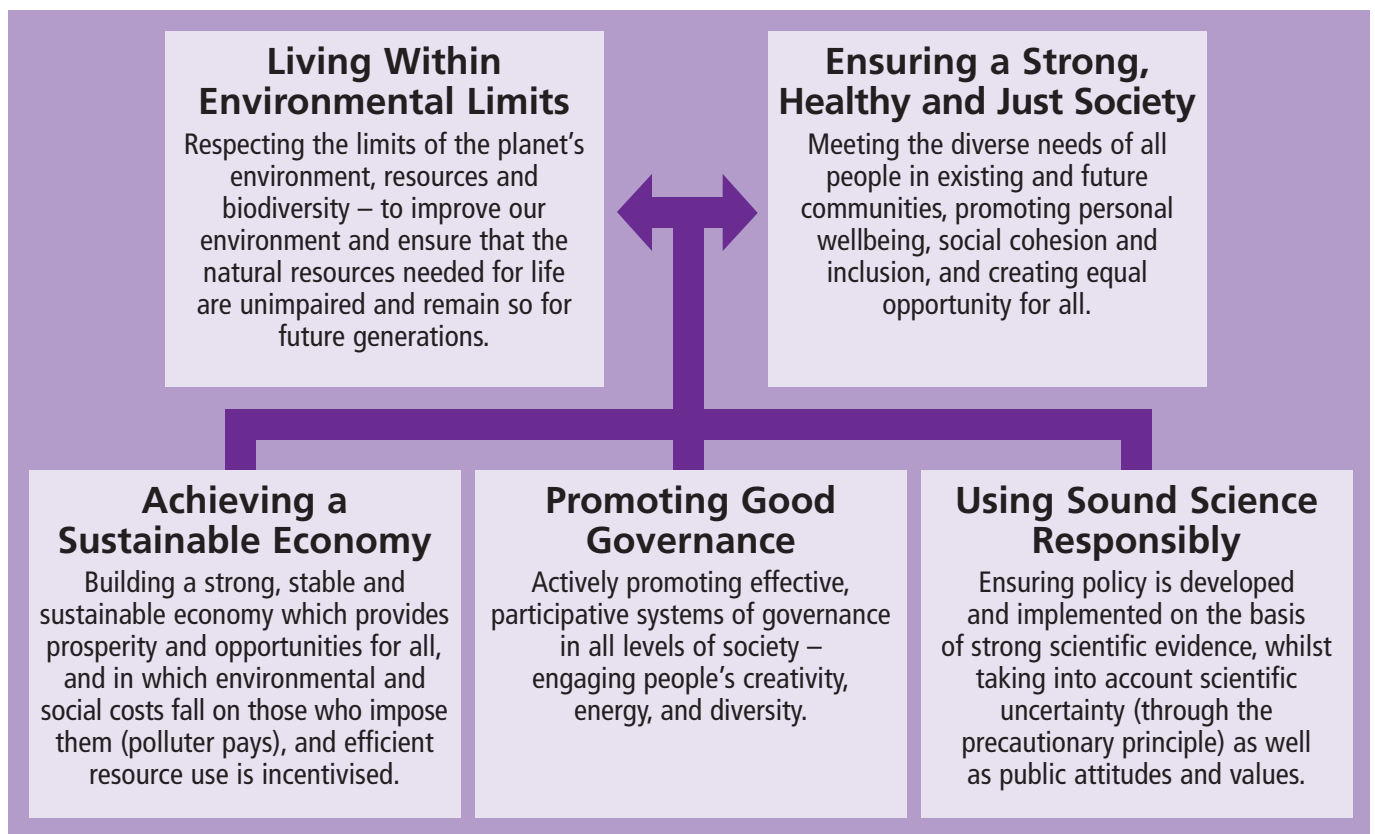 Living Within
Environmental Limits
Respecting the limits of the planet’s
environment, resources and
biodiversity – to improve our
environment and ensure that the
natural resources needed for life
are unimpaired and remain so for
future generations.
Ensuring a Strong,
Healthy and Just Society
Meeting the diverse needs of all
people in existing and future
communities, promoting personal
wellbeing, social cohesion and
inclusion, and creating equal
opportunity for all.
Achieving a
Sustainable Economy
Building a strong, stable and
sustainable economy which provides
prosperity and opportunities for all,
and in which environmental and
social costs fall on those who impose
them (polluter pays), and efficient
resource use is incentivised.
Promoting Good
Governance
Actively promoting effective,
participative systems of governance
in all levels of society –
engaging people’s creativity,
energy, and diversity.
Using Sound Science
Responsibly
Ensuring policy is developed
and implemented on the basis
of strong scientific evidence, whilst
taking into account scientific
uncertainty (through the
precautionary principle) as well
as public attitudes and values.